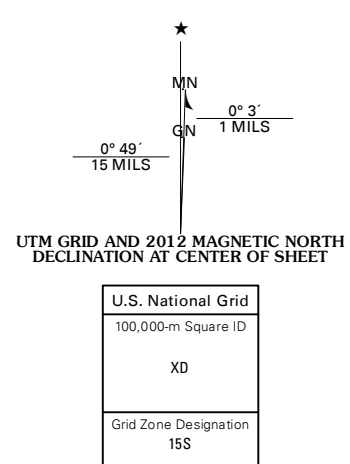 ★
MN
0° 3´
1 MILS
GN
0° 49´
15 MILS
UTM GRID AND 2012 MAGNETIC NORTH
DECLINATION AT CENTER OF SHEET
U.S. National Grid
100,000-m Square ID
XD
Grid Zone Designation
15S